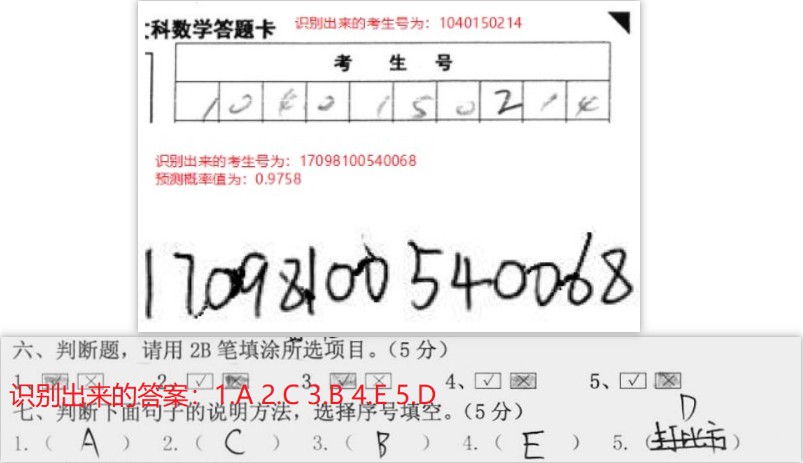 文科数学答题卡 识别出来的考生号为：1040150214
考 生 号
1 0 4 0 1 5 0 2 1 4
识别出来的考生号为：17098100540068
预测概率值为：0.9758
17098100540068
六、判断题，请用2B笔填涂所选项目。（5分）
1、 2、 3、 4、 5、
识别出来的答案：1.A 2.C 3.B 4.E 5.D
七、判断下面句子的说明方法，选择序号填空。（5分）
D
1.（ A ） 2.（ C ） 3.（ B ） 4.（ E ） 5.（ ）